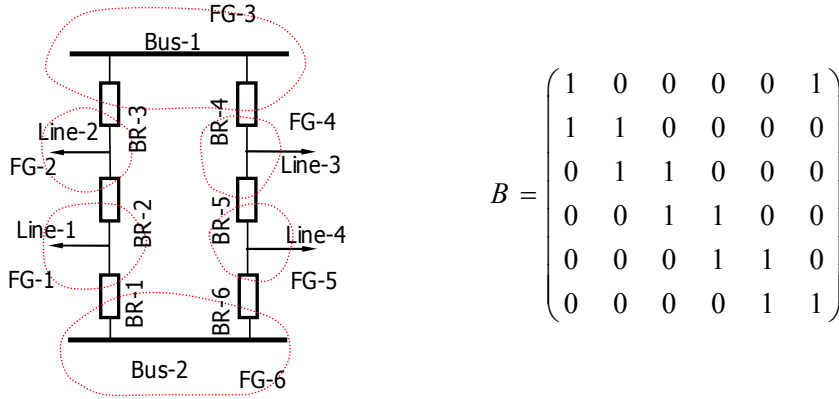 FG-3
Bus-1
BR-3
BR-4
Line-2
FG-4
FG-2
Line-3
BR-2
BR-5
Line-1
Line-4
FG-1
FG-5
BR-1
BR-6
Bus-2
FG-6
B =
1 0 0 0 0 1
1 1 0 0 0 0
0 1 1 0 0 0
0 0 1 1 0 0
0 0 0 1 1 0
0 0 0 0 1 1